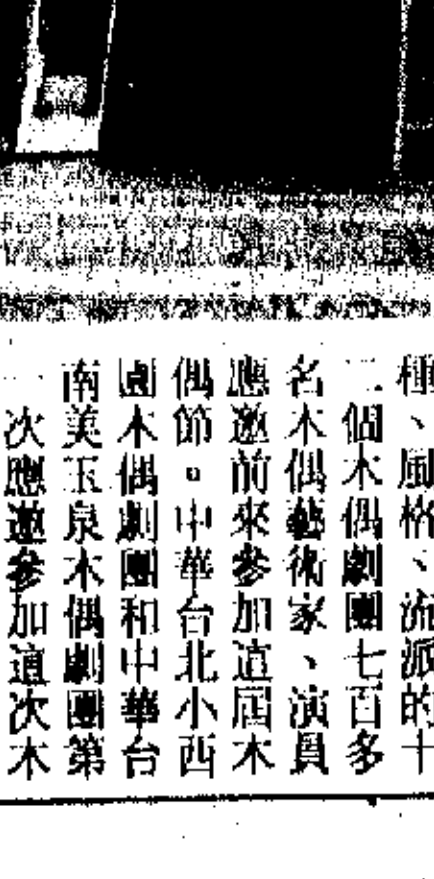 種、風格、流派的十
二個木偶劇團七百多
名木偶藝術家、演員
應邀前來參加這屆木
偶節。中華台北小西
園木偶劇團和中華台
南美玉泉木偶劇團第
一次應邀參加這次木